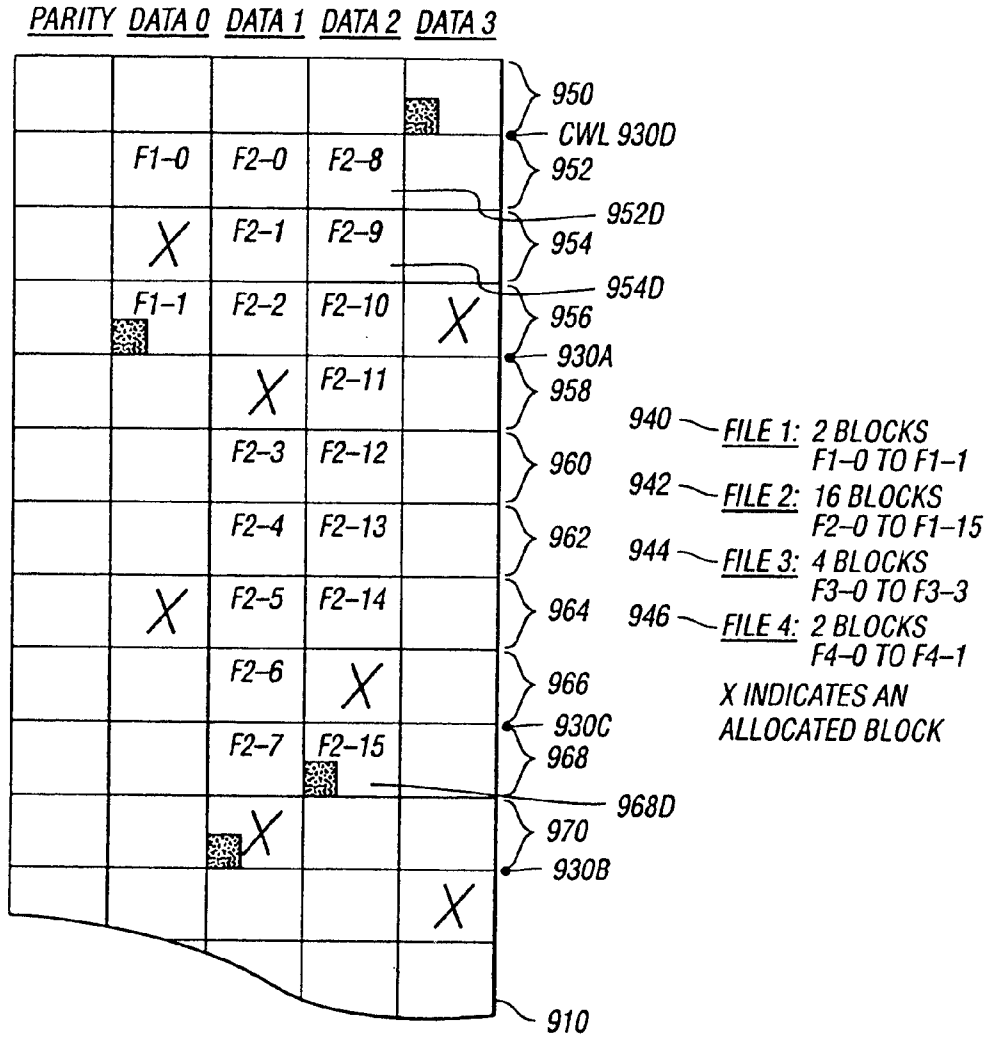 PARITY DATA 0 DATA 1 DATA 2 DATA 3
950
CWL 930D
F1–0 F2–0 F2–8 952
952D
X F2–1 F2–9 954
954D
F1–1 F2–2 F2–10 X 956
930A
X F2–11 958
F2–3 F2–12 960
F2–4 F2–13 962
X F2–5 F2–14 964
F2–6 X 966
930C
F2–7 F2–15 968
968D
X 970
930B
X
910
940 FILE 1: 2 BLOCKS
F1–0 TO F1–1
942 FILE 2: 16 BLOCKS
F2–0 TO F1–15
944 FILE 3: 4 BLOCKS
F3–0 TO F3–3
946 FILE 4: 2 BLOCKS
F4–0 TO F4–1
X INDICATES AN
ALLOCATED BLOCK